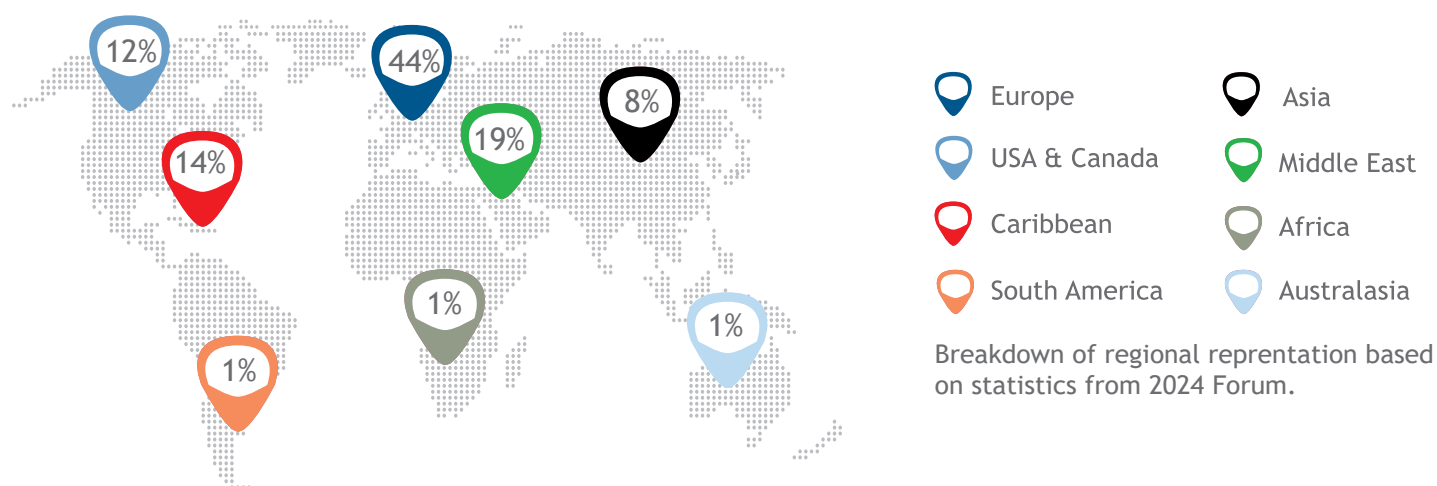 12%
44%
8%
19%
14%
1%
1%
1%
Europe
Asia
USA & Canada
Middle East
Caribbean
Africa
South America
Australasia
Breakdown of regional reprentation based
on statistics from 2024 Forum.